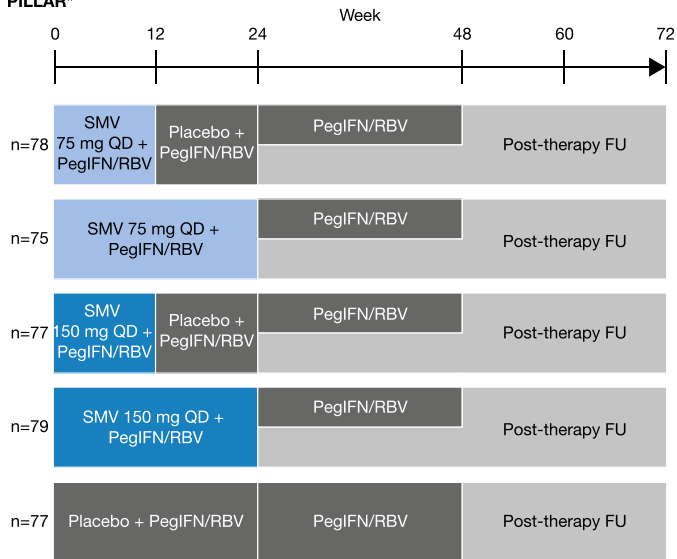 PILLAR*
Week
0 12 24 48 60 72
n=78
SMV
75 mg QD +
PegIFN/RBV
Placebo +
PegIFN/RBV
PegIFN/RBV
Post-therapy FU
n=75
SMV 75 mg QD +
PegIFN/RBV
PegIFN/RBV
Post-therapy FU
n=77
SMV
150 mg QD +
PegIFN/RBV
Placebo +
PegIFN/RBV
PegIFN/RBV
Post-therapy FU
n=79
SMV 150 mg QD +
PegIFN/RBV
PegIFN/RBV
Post-therapy FU
n=77
Placebo + PegIFN/RBV
PegIFN/RBV
Post-therapy FU